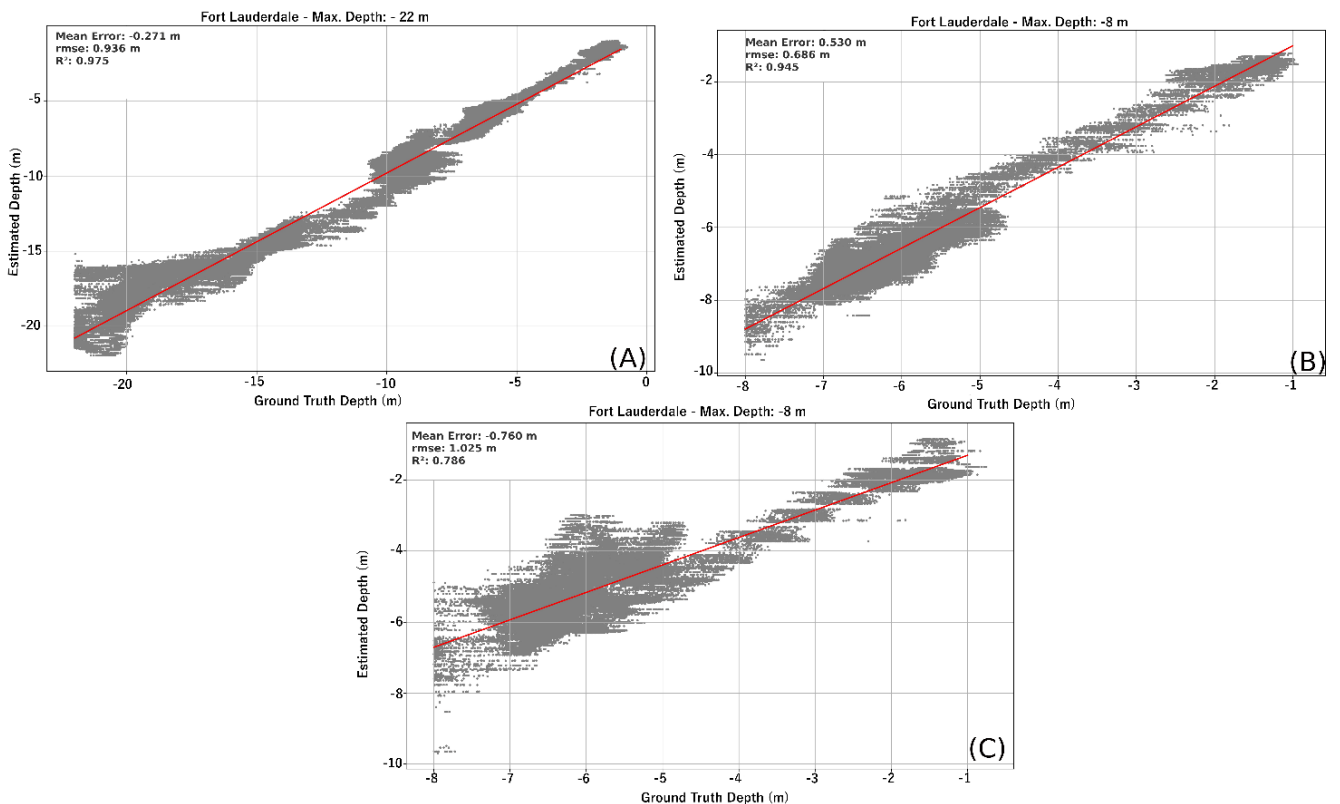 Fort Lauderdale - Max. Depth: - 22 m
Mean Error: -0.271 m
rmse: 0.936 m
R²: 0.975
-5
-10
-15
-20
Estimated Depth (m)
-20 -15 -10 -5 0
Ground Truth Depth (m)
(A)
Fort Lauderdale - Max. Depth: -8 m
Mean Error: 0.530 m
rmse: 0.686 m
R²: 0.945
-2
-4
-6
-8
-10
Estimated Depth (m)
-8 -7 -6 -5 -4 -3 -2 -1
Ground Truth Depth (m)
(B)
Fort Lauderdale - Max. Depth: -8 m
Mean Error: -0.760 m
rmse: 1.025 m
R²: 0.786
-2
-4
-6
-8
-10
Estimated Depth (m)
-8 -7 -6 -5 -4 -3 -2 -1
Ground Truth Depth (m)
(C)